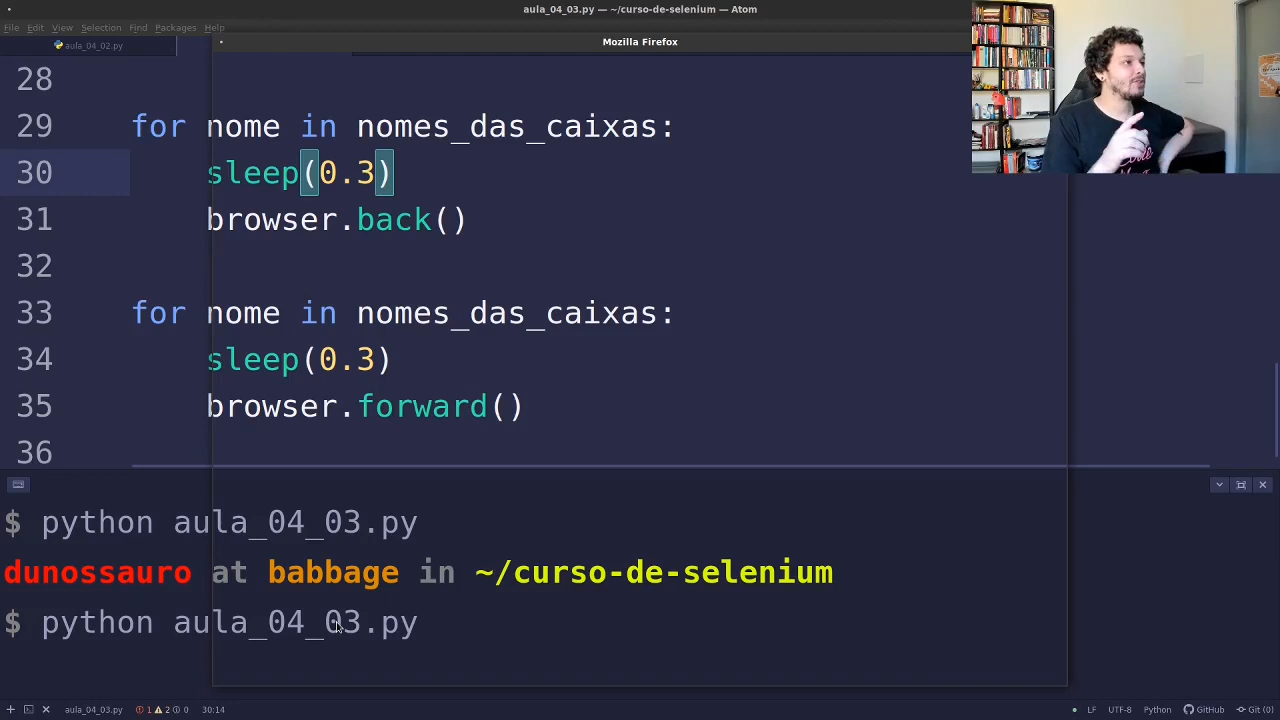 aula_04_03.py — ~/curso-de-selenium — Atom
File Edit View Selection Find Packages Help
aula_04_02.py
Mozilla Firefox
28
29 for nome in nomes_das_caixas:
30 sleep(0.3)
31 browser.back()
32
33 for nome in nomes_das_caixas:
34 sleep(0.3)
35 browser.forward()
36
$ python aula_04_03.py
dunossauro at babbage in ~/curso-de-selenium
$ python aula_04_03.py
aula_04_03.py 1 2 0 30:14 LF UTF-8 Python GitHub Git (0)